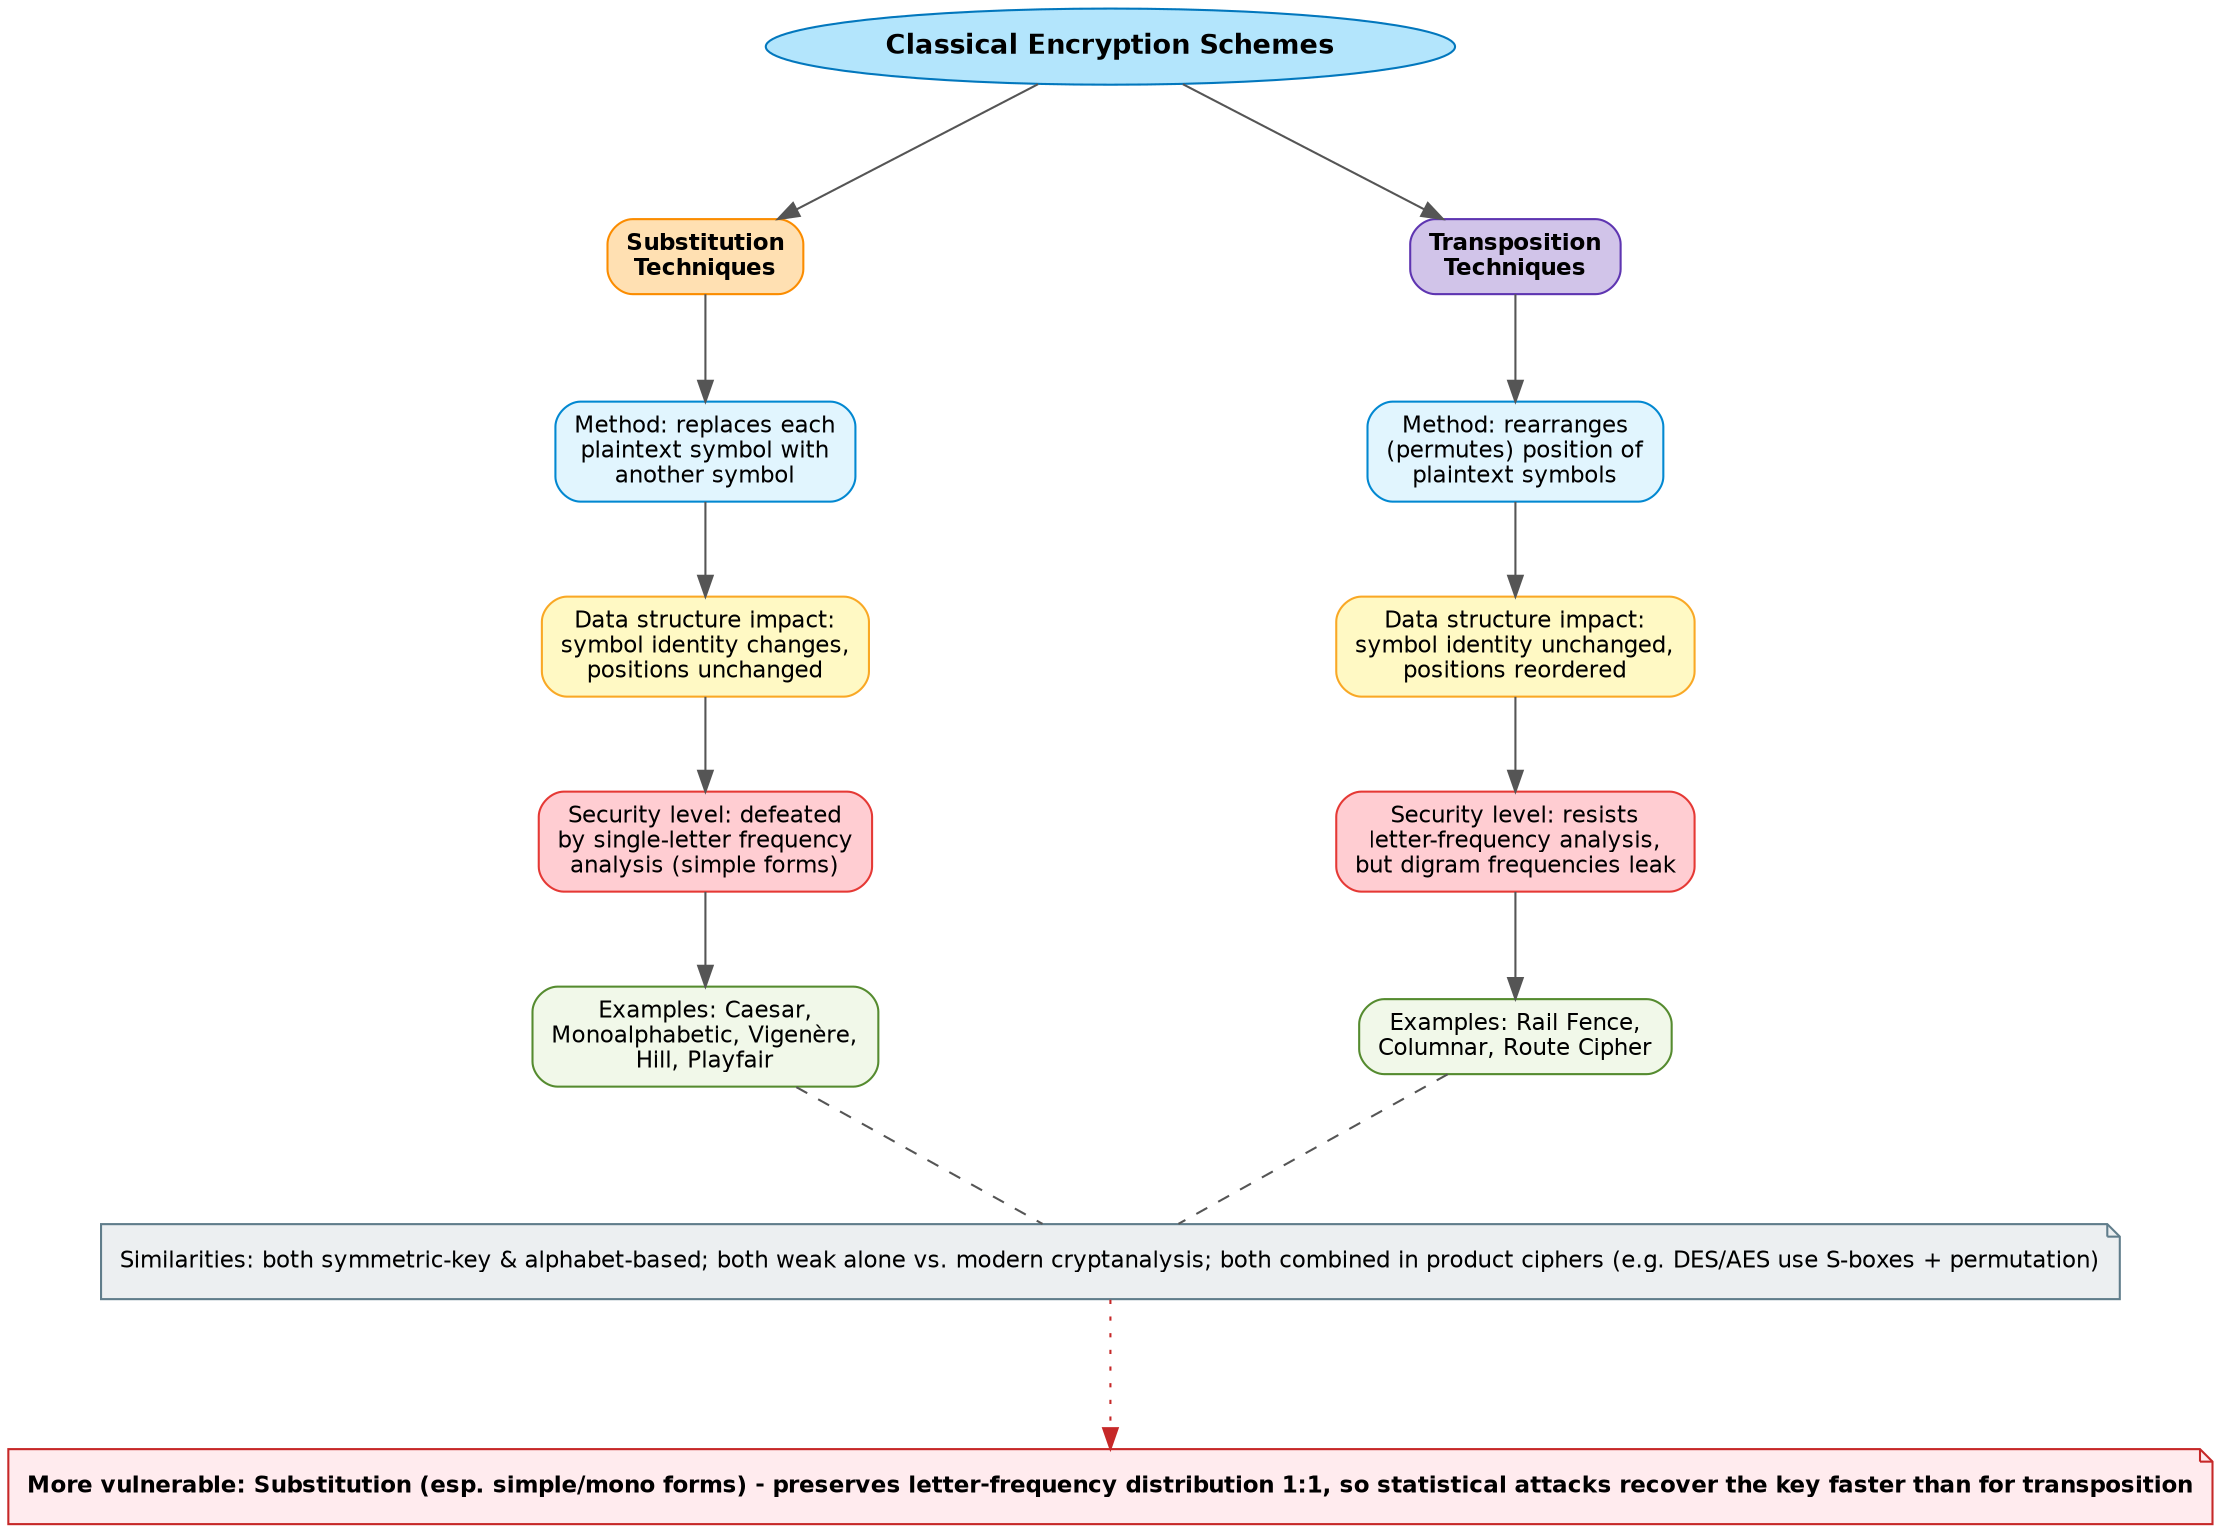 Classical Encryption Schemes
Substitution
Techniques
Transposition
Techniques
Method: replaces each
plaintext symbol with
another symbol
Method: rearranges
(permutes) position of
plaintext symbols
Data structure impact:
symbol identity changes,
positions unchanged
Data structure impact:
symbol identity unchanged,
positions reordered
Security level: defeated
by single-letter frequency
analysis (simple forms)
Security level: resists
letter-frequency analysis,
but digram frequencies leak
Examples: Caesar,
Monoalphabetic, Vigenère,
Hill, Playfair
Examples: Rail Fence,
Columnar, Route Cipher
Similarities: both symmetric-key & alphabet-based; both weak alone vs. modern cryptanalysis; both combined in product ciphers (e.g. DES/AES use S-boxes + permutation)
More vulnerable: Substitution (esp. simple/mono forms) - preserves letter-frequency distribution 1:1, so statistical attacks recover the key faster than for transposition